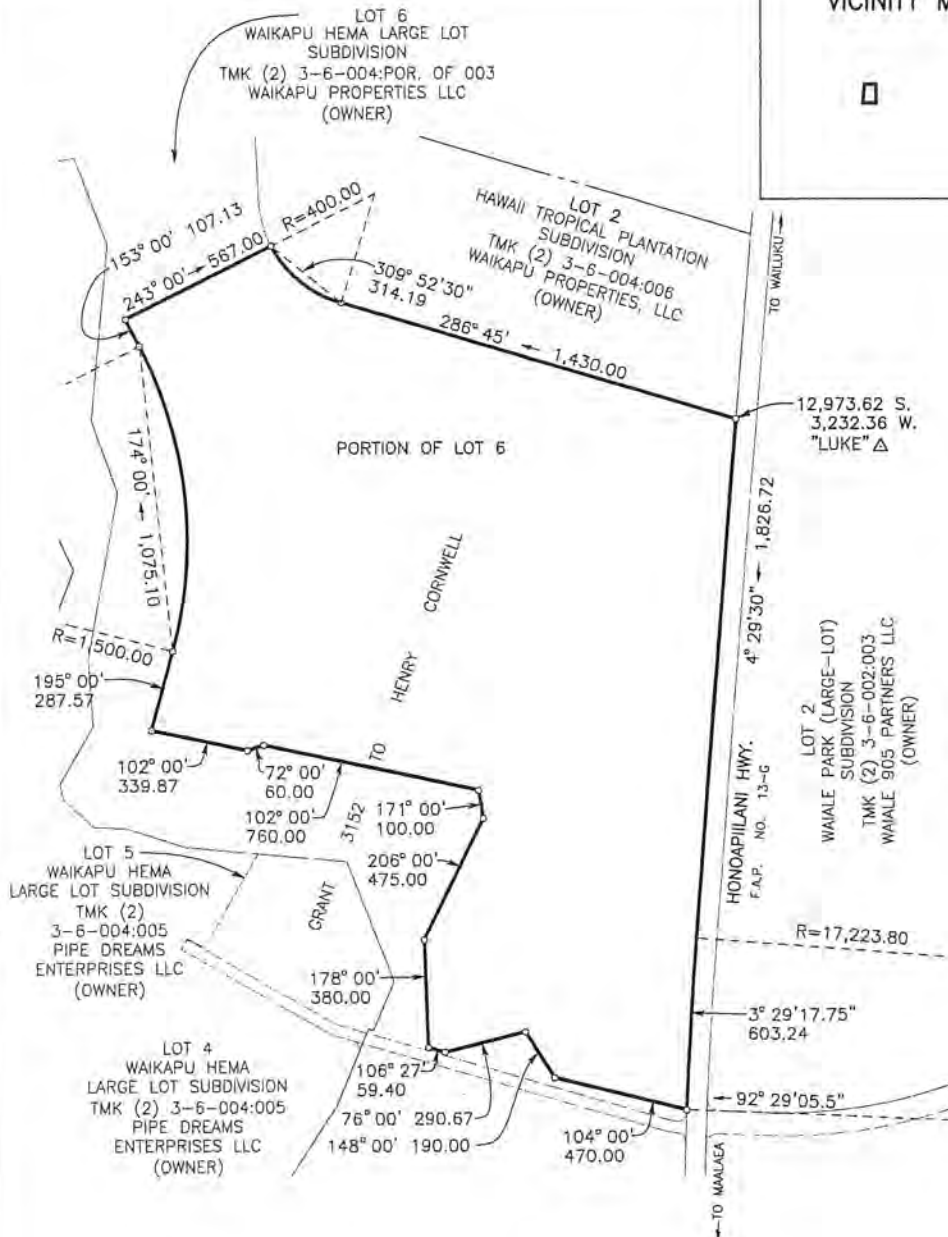 VICINITY M
LOT 6
WAIKAPU HEMA LARGE LOT
SUBDIVISION
TMK (2) 3-6-004:POR. OF 003
WAIKAPU PROPERTIES LLC
(OWNER)
LOT 2
HAWAII TROPICAL PLANTATION
SUBDIVISION
TMK (2) 3-6-004:006
WAIKAPU PROPERTIES, LLC
(OWNER)
TO WAILUKU
153° 00' 107.13
243° 00' 567.00
R=400.00
309° 52'30"
314.19
286° 45' 1,430.00
12,973.62 S.
3,232.36 W.
"LUKE"
PORTION OF LOT 6
174° 00' 1,075.10
R=1,500.00
195° 00'
287.57
4° 29'30" 1,826.72
HENRY CORNWELL
TO
3152
GRANT
HONOAPIILANI HWY.
F.A.P. NO. 13-G
LOT 2
WAIALE PARK (LARGE-LOT)
SUBDIVISION
TMK (2) 3-6-002:003
WAIALE 905 PARTNERS LLC
(OWNER)
102° 00'
339.87
72° 00'
60.00
102° 00'
760.00
171° 00'
100.00
206° 00'
475.00
LOT 5
WAIKAPU HEMA
LARGE LOT SUBDIVISION
TMK (2)
3-6-004:005
PIPE DREAMS
ENTERPRISES LLC
(OWNER)
R=17,223.80
178° 00'
380.00
3° 29'17.75"
603.24
LOT 4
WAIKAPU HEMA
LARGE LOT SUBDIVISION
TMK (2) 3-6-004:005
PIPE DREAMS
ENTERPRISES LLC
(OWNER)
106° 27'
59.40
76° 00' 290.67
148° 00' 190.00
104° 00'
470.00
92° 29'05.5"
TO MAALAEA